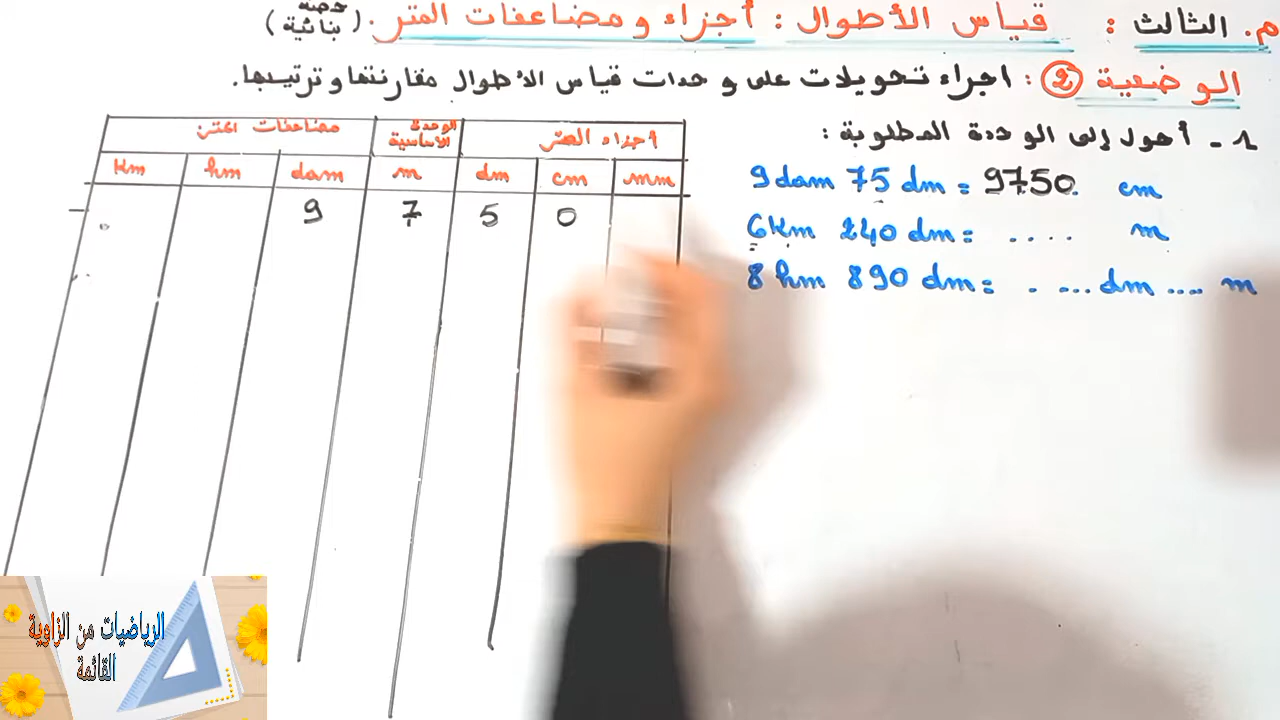 م. الثالث : قياس الأطوال : أجزاء و مضاعفات المتر. (حصة بنائية)
الوضعية 2 : اجراء تحويلات على وحدات قياس الأطوال مقارنتها و ترتيبها.
1 - أحول إلى الوحدة المطلوبة :
9 dam 75 dm = 9750. cm
6 Km 240 dm = .... m
8 hm 890 dm = . ... dm .... m
مضاعفات المتر الوحدة الأساسية اجزاء المتر
Km hm dam m dm cm mm
9 7 5 0
الرياضيات من الزاوية
القائمة